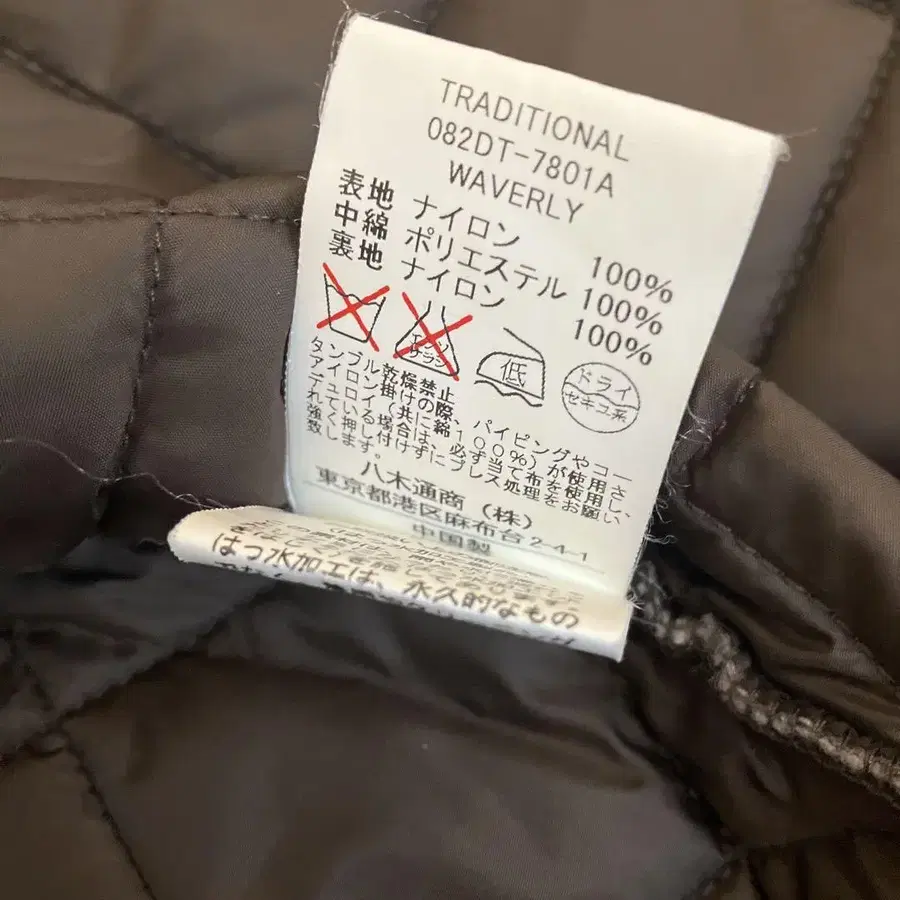 TRADITIONAL
082DT-7801A
WAVERLY
表地 ナイロン 100%
中綿 ポリエステル 100%
裏地 ナイロン 100%
エンソ
サラシ
低
ドライ
セキユ系
タンブル乾燥禁止
アイロン掛けの際、パイピングやコー
デュロイ(共に綿100%)が使用さ
れている場合は、必ず当て布を使用し、
強く押し付けずにプレス処理をお願い
致します。
八木通商(株)
東京都港区麻布台2-4-1
中国製
はっ水加工は、永久的なもの